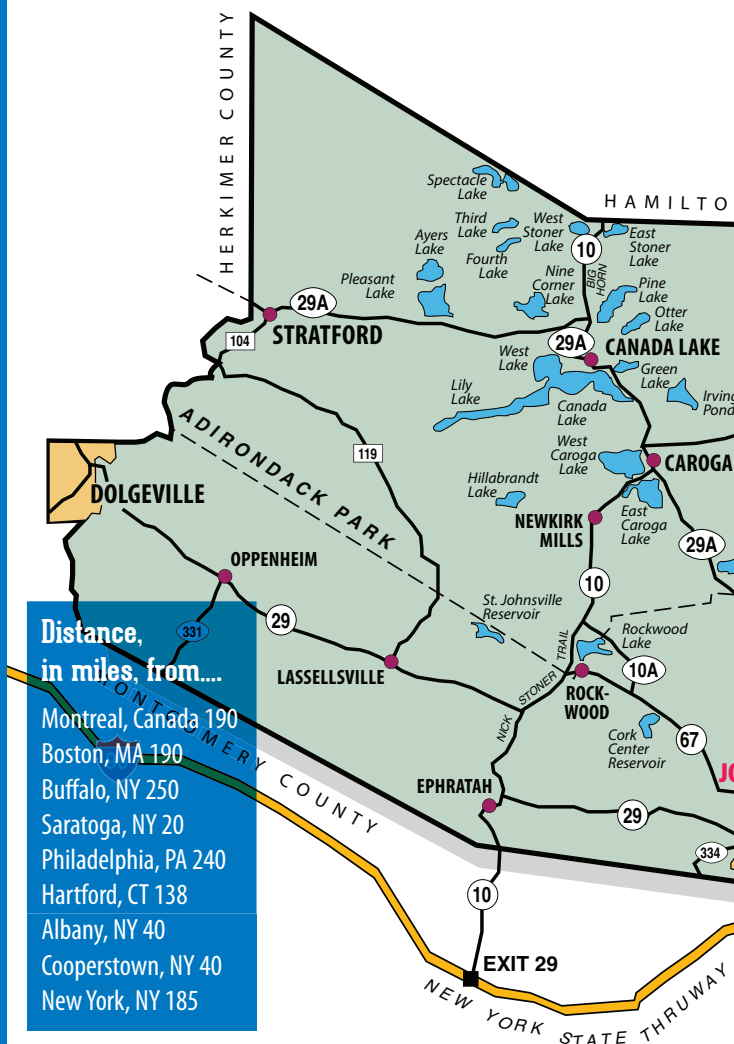 HERKIMER COUNTY
HAMILTO
Spectacle
Lake
Third
Lake
West
Stoner
Lake
10
East
Stoner
Lake
Ayers
Lake
Fourth
Lake
BIG HORN
Pleasant
Lake
Nine
Corner
Lake
Pine
Lake
Otter
Lake
29A
STRATFORD
104
29A
CANADA LAKE
West
Lake
Green
Lake
Lily
Lake
Canada
Lake
Irving
Pond
ADIRONDACK PARK
119
West
Caroga
Lake
CAROGA
DOLGEVILLE
Hillabrandt
Lake
East
Caroga
Lake
NEWKIRK
MILLS
29A
OPPENHEIM
10
331
29
St. Johnsville
Reservoir
Rockwood
Lake
NICK STONER TRAIL
10A
LASSELLSVILLE
ROCK-
WOOD
Cork
Center
Reservoir
67
JO
EPHRATAH
29
334
MONTGOMERY COUNTY
10
EXIT 29
NEW YORK STATE THRUWAY
Distance,
in miles, from....
Montreal, Canada 190
Boston, MA 190
Buffalo, NY 250
Saratoga, NY 20
Philadelphia, PA 240
Hartford, CT 138
Albany, NY 40
Cooperstown, NY 40
New York, NY 185